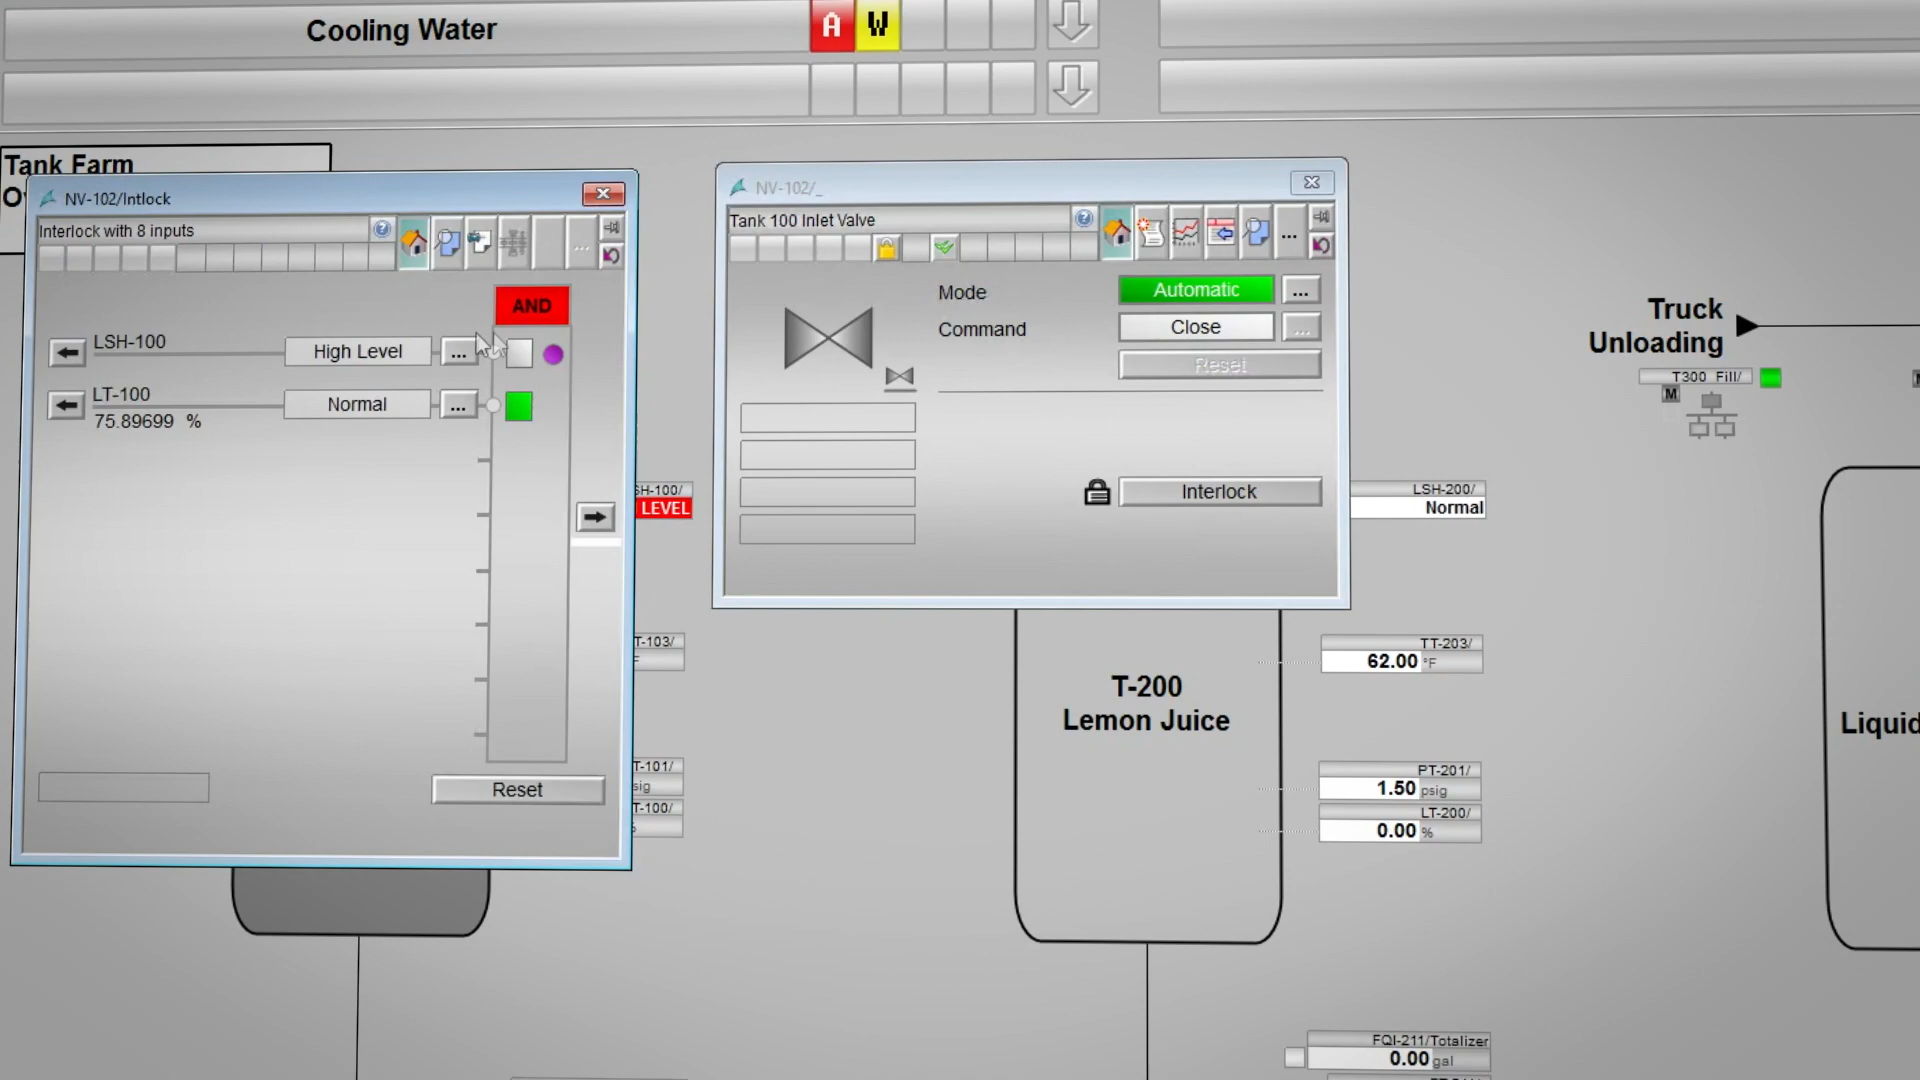 Cooling Water
A W
Tank Farm
NV-102/Intlock
Interlock with 8 inputs
...
AND
LSH-100
High Level
...
LT-100
Normal
...
75.89699 %
Reset
NV-102/_
Tank 100 Inlet Valve
...
Mode
Automatic
...
Command
Close
...
Reset
Interlock
Truck
Unloading
T300 Fill/
M
SH-100/
LEVEL
LSH-200/
Normal
T-103/
T-200
Lemon Juice
TT-203/
62.00 °F
Liquid
T-101/
sig
T-100/
PT-201/
1.50 psig
LT-200/
0.00 %
FQI-211/Totalizer
0.00 gal